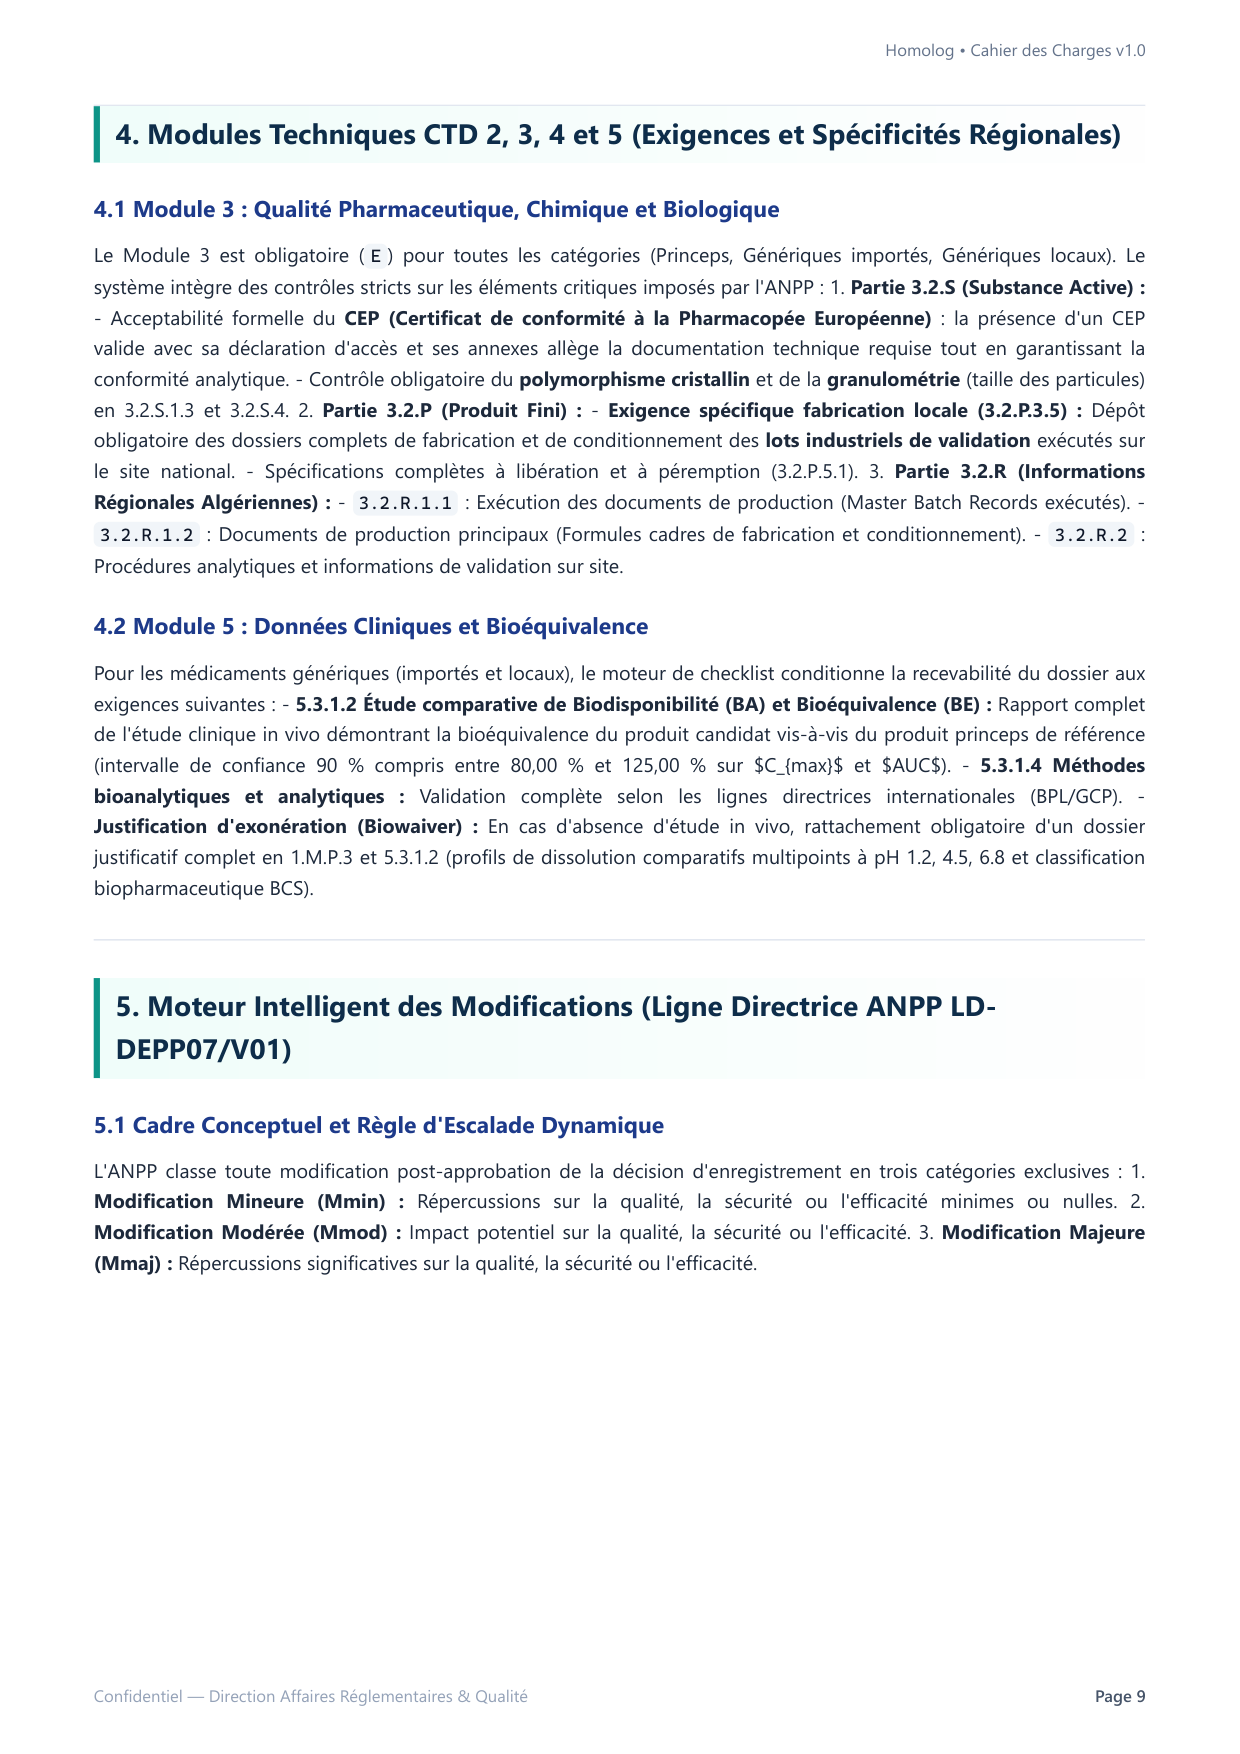 Homolog • Cahier des Charges v1.0
4. Modules Techniques CTD 2, 3, 4 et 5 (Exigences et Spécificités Régionales)
4.1 Module 3 : Qualité Pharmaceutique, Chimique et Biologique
Le Module 3 est obligatoire ( E ) pour toutes les catégories (Princeps, Génériques importés, Génériques locaux). Le
système intègre des contrôles stricts sur les éléments critiques imposés par l'ANPP : 1. Partie 3.2.S (Substance Active) :
- Acceptabilité formelle du CEP (Certificat de conformité à la Pharmacopée Européenne) : la présence d'un CEP
valide avec sa déclaration d'accès et ses annexes allège la documentation technique requise tout en garantissant la
conformité analytique. - Contrôle obligatoire du polymorphisme cristallin et de la granulométrie (taille des particules)
en 3.2.S.1.3 et 3.2.S.4. 2. Partie 3.2.P (Produit Fini) : - Exigence spécifique fabrication locale (3.2.P.3.5) : Dépôt
obligatoire des dossiers complets de fabrication et de conditionnement des lots industriels de validation exécutés sur
le site national. - Spécifications complètes à libération et à péremption (3.2.P.5.1). 3. Partie 3.2.R (Informations
Régionales Algériennes) : - 3.2.R.1.1 : Exécution des documents de production (Master Batch Records exécutés). -
3.2.R.1.2 : Documents de production principaux (Formules cadres de fabrication et conditionnement). - 3.2.R.2 :
Procédures analytiques et informations de validation sur site.
4.2 Module 5 : Données Cliniques et Bioéquivalence
Pour les médicaments génériques (importés et locaux), le moteur de checklist conditionne la recevabilité du dossier aux
exigences suivantes : - 5.3.1.2 Étude comparative de Biodisponibilité (BA) et Bioéquivalence (BE) : Rapport complet
de l'étude clinique in vivo démontrant la bioéquivalence du produit candidat vis-à-vis du produit princeps de référence
(intervalle de confiance 90 % compris entre 80,00 % et 125,00 % sur $C_{max}$ et $AUC$). - 5.3.1.4 Méthodes
bioanalytiques et analytiques : Validation complète selon les lignes directrices internationales (BPL/GCP). -
Justification d'exonération (Biowaiver) : En cas d'absence d'étude in vivo, rattachement obligatoire d'un dossier
justificatif complet en 1.M.P.3 et 5.3.1.2 (profils de dissolution comparatifs multipoints à pH 1.2, 4.5, 6.8 et classification
biopharmaceutique BCS).
5. Moteur Intelligent des Modifications (Ligne Directrice ANPP LD-
DEPP07/V01)
5.1 Cadre Conceptuel et Règle d'Escalade Dynamique
L'ANPP classe toute modification post-approbation de la décision d'enregistrement en trois catégories exclusives : 1.
Modification Mineure (Mmin) : Répercussions sur la qualité, la sécurité ou l'efficacité minimes ou nulles. 2.
Modification Modérée (Mmod) : Impact potentiel sur la qualité, la sécurité ou l'efficacité. 3. Modification Majeure
(Mmaj) : Répercussions significatives sur la qualité, la sécurité ou l'efficacité.
Confidentiel — Direction Affaires Réglementaires & Qualité
Page 9